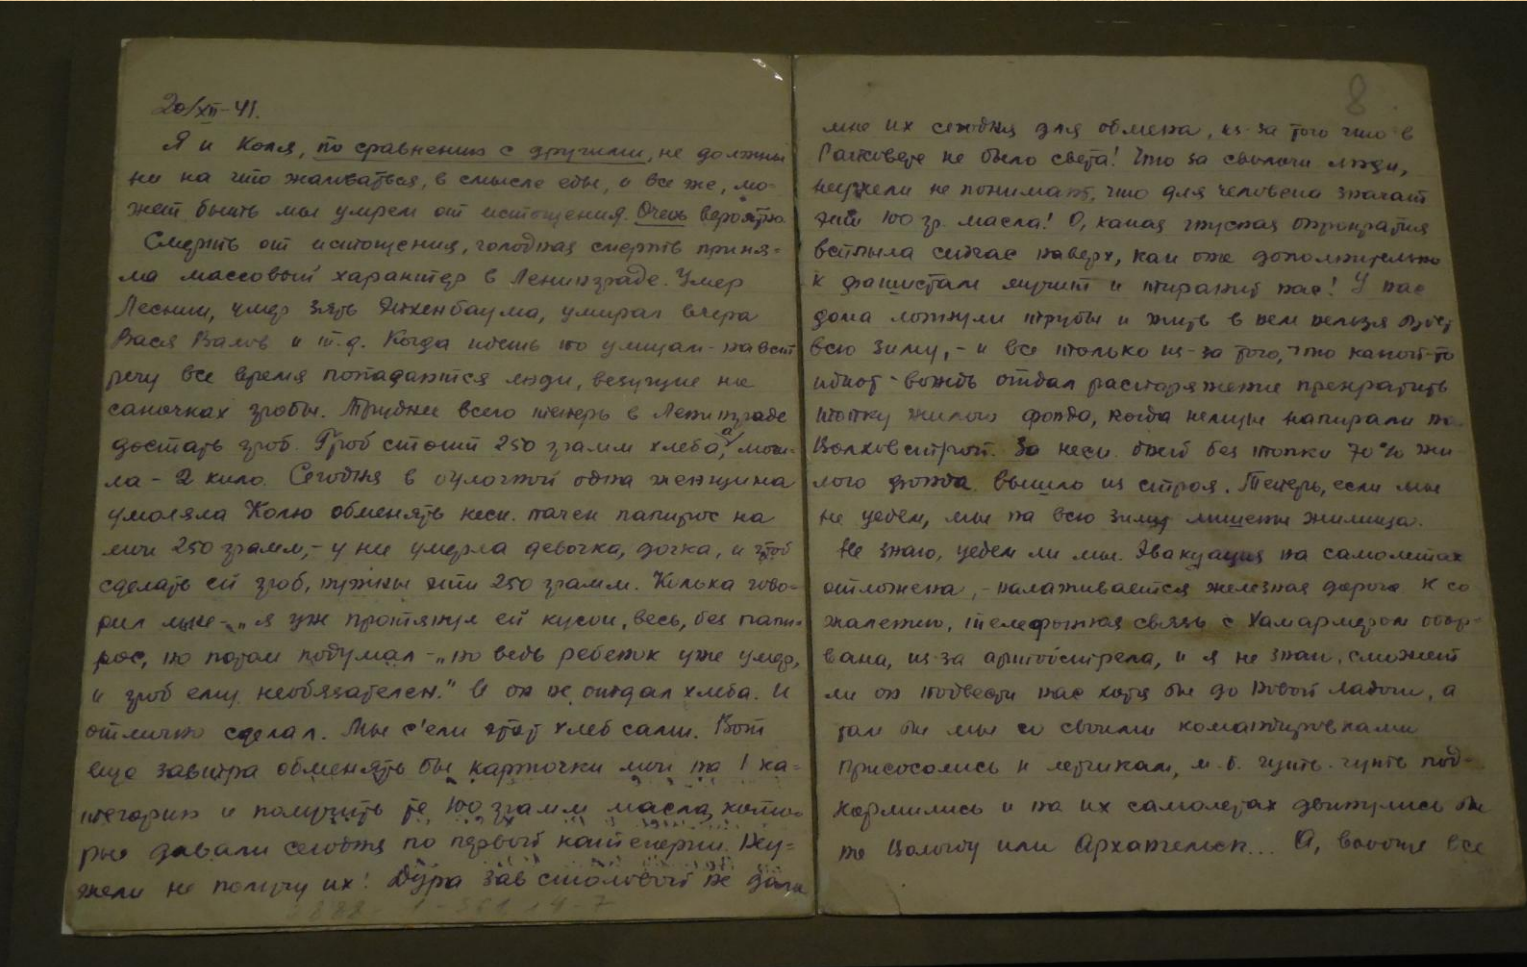 20/XII-41.
Я и Коля, по сравнению с другими, не должны
ни на что жаловаться, в смысле еды, и все же, мо-
жет быть мы умрем от истощения. Очень вероятно.
Смерть от истощения, голодная смерть приня-
ла массовый характер в Ленинграде. Умер
Лесник, умер зять Эйхенбаума, умирал вчера
Вася Валов и т.д. Когда идешь по улицам - навст
речу все время попадаются люди, везущие на
саночках гробы. Труднее всего теперь в Ленинграде
достать гроб. Гроб стоит 250 грамм хлеба, моги-
ла - 2 кило. Сегодня в булочной одна женщина
умоляла Колю обменять неск. пачек папирос на
мои 250 грамм, - у нее умерла девочка, дочка, и чтоб
сделать ей гроб, нужны эти 250 грамм. Колька гово-
рил мне - „я уж протянул ей кусок, весь, без папи-
рос, но потом подумал - „но ведь ребенок уже умер,
и гроб ему необязателен." И он не отдал хлеба. И
отлично сделал. Мы с'ели этот хлеб сами. Вот
еще завтра обменять бы карточки мои на 1 ка-
тегорию и получить те 100 грамм масла, кото-
рые давали сегодня по первой категории. Неу=
жели не получу их! Дура зав столовой не дала
8
мне их сегодня для обмена, из-за того что в
Райсовете не было света! Что за сволочи люди,
неужели не понимают, что для человека значат
эти 100 гр. масла! О, какая гнусная бюрократия
всплыла сейчас наверх, как она дополнительно
к фашистам мучит и тиранит нас! У нас
дома лопнули трубы и жить в нем нельзя будет
всю зиму, - и все только из-за того, что какой-то
идиот - вождь отдал распоряжение прекратить
топку жилого фонда, когда немцы напирали на
Волховстрой. За неск. дней без топки 70% жи-
лого фонда вышло из строя. Теперь, если мы
не уедем, мы на всю зиму лишены жилища.
Не знаю, уедем ли мы. Эвакуация на самолетах
отложена, - налаживается железная дорога. К со
жалению, телефонная связь с Хамармером обор-
вана, из-за артобстрела, и я не знаю, сможет
ли он подвезти нас хотя бы до Новой Ладоги, а
там бы мы со своими командировками
присосались к летчикам, м.б. чуть-чуть под-
кормились и на их самолетах двинулись бы
на Вологду или Архангельск... А, вообще все